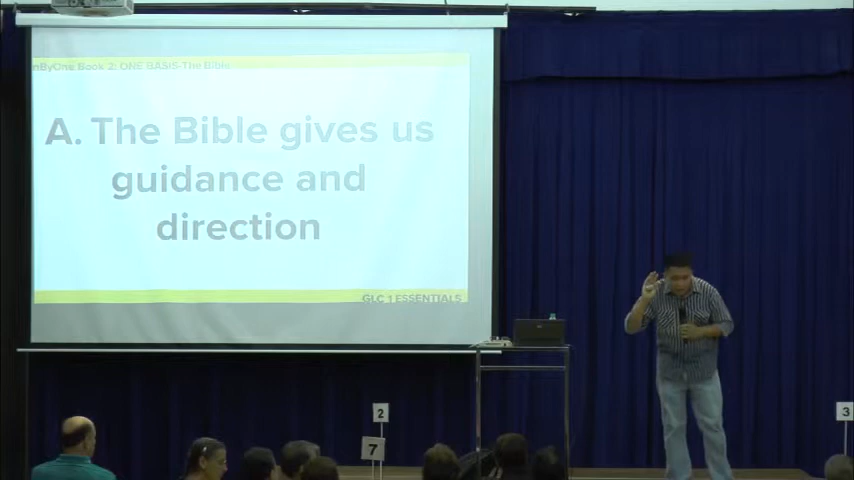 nByOne Book 2: ONE BASIS-The Bible
A. The Bible gives us
guidance and
direction
GLC 1 ESSENTIALS
2
7
3